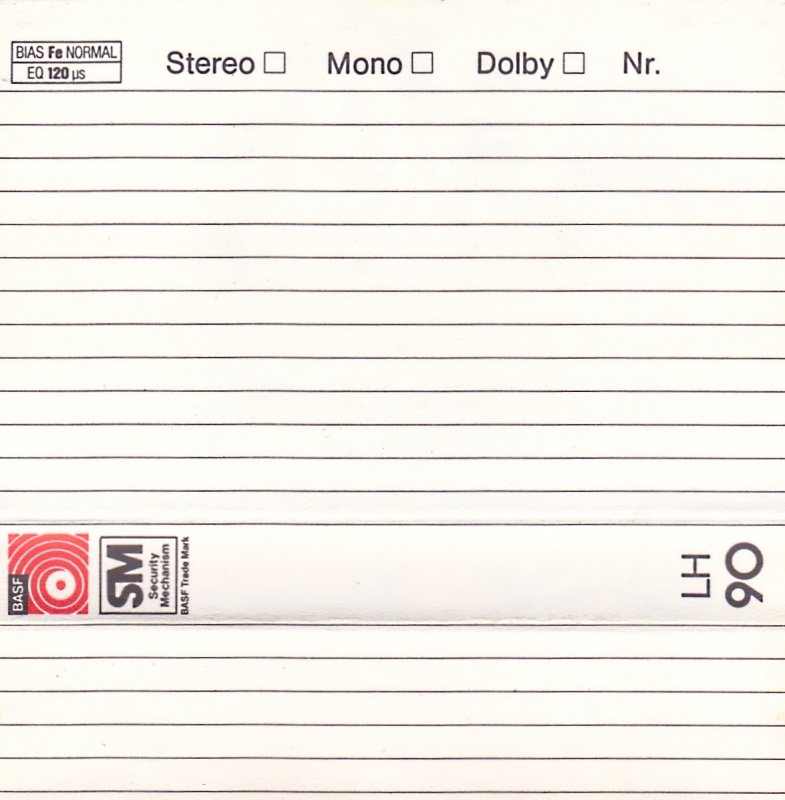 BIAS Fe NORMAL
EQ 120 µs
Stereo ☐ Mono ☐ Dolby ☐ Nr.
BASF
SM
Security
Mechanism
BASF Trade Mark
LH
90